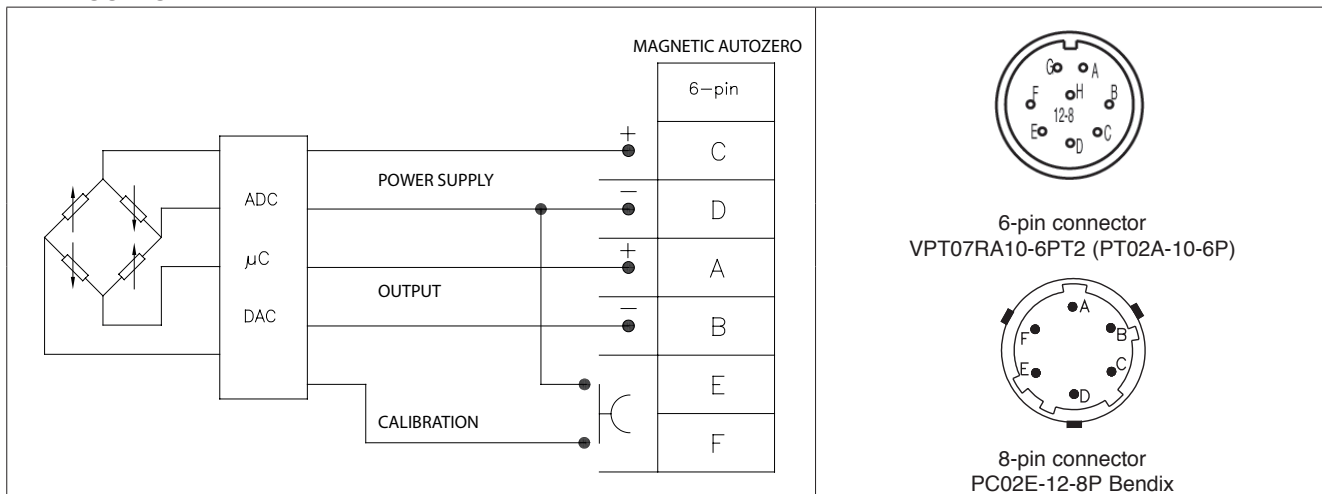 MAGNETIC AUTOZERO
6-pin
+
C
POWER SUPPLY
ADC
–
D
μC
+
A
OUTPUT
DAC
–
B
E
CALIBRATION
F
G A
F H B
12-8
E C
D
6-pin connector
VPT07RA10-6PT2 (PT02A-10-6P)
A
F B
E C
D
8-pin connector
PC02E-12-8P Bendix